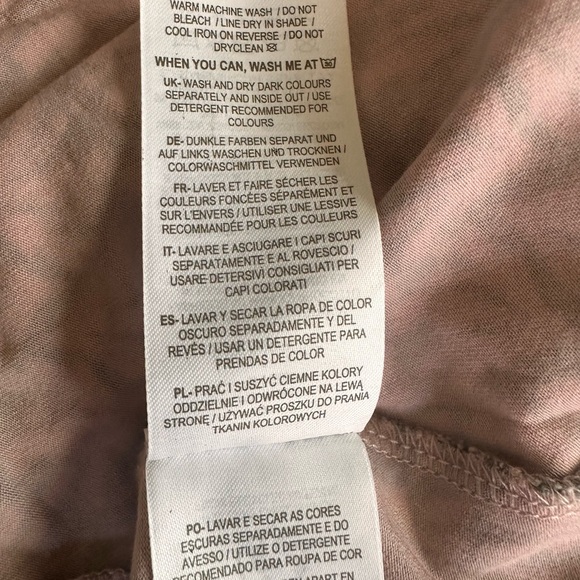 WARM MACHINE WASH / DO NOT
BLEACH / LINE DRY IN SHADE /
COOL IRON ON REVERSE / DO NOT
DRYCLEAN
WHEN YOU CAN, WASH ME AT
UK- WASH AND DRY DARK COLOURS
SEPARATELY AND INSIDE OUT / USE
DETERGENT RECOMMENDED FOR
COLOURS
DE- DUNKLE FARBEN SEPARAT UND
AUF LINKS WASCHEN UND TROCKNEN /
COLORWASCHMITTEL VERWENDEN
FR- LAVER ET FAIRE SÉCHER LES
COULEURS FONCÉES SÉPARÉMENT ET
SUR L'ENVERS / UTILISER UNE LESSIVE
RECOMMANDÉE POUR LES COULEURS
IT- LAVARE E ASCIUGARE I CAPI SCURI
SEPARATAMENTE E AL ROVESCIO /
USARE DETERSIVI CONSIGLIATI PER
CAPI COLORATI
ES- LAVAR Y SECAR LA ROPA DE COLOR
OSCURO SEPARADAMENTE Y DEL
REVÉS / USAR UN DETERGENTE PARA
PRENDAS DE COLOR
PL- PRAĆ I SUSZYĆ CIEMNE KOLORY
ODDZIELNIE I ODWRÓCONE NA LEWĄ
STRONĘ / UŻYWAĆ PROSZKU DO PRANIA
TKANIN KOLOROWYCH
PO- LAVAR E SECAR AS CORES
ESCURAS SEPARADAMENTE E DO
AVESSO / UTILIZE O DETERGENTE
RECOMENDADO PARA ROUPA DE COR
APART EN